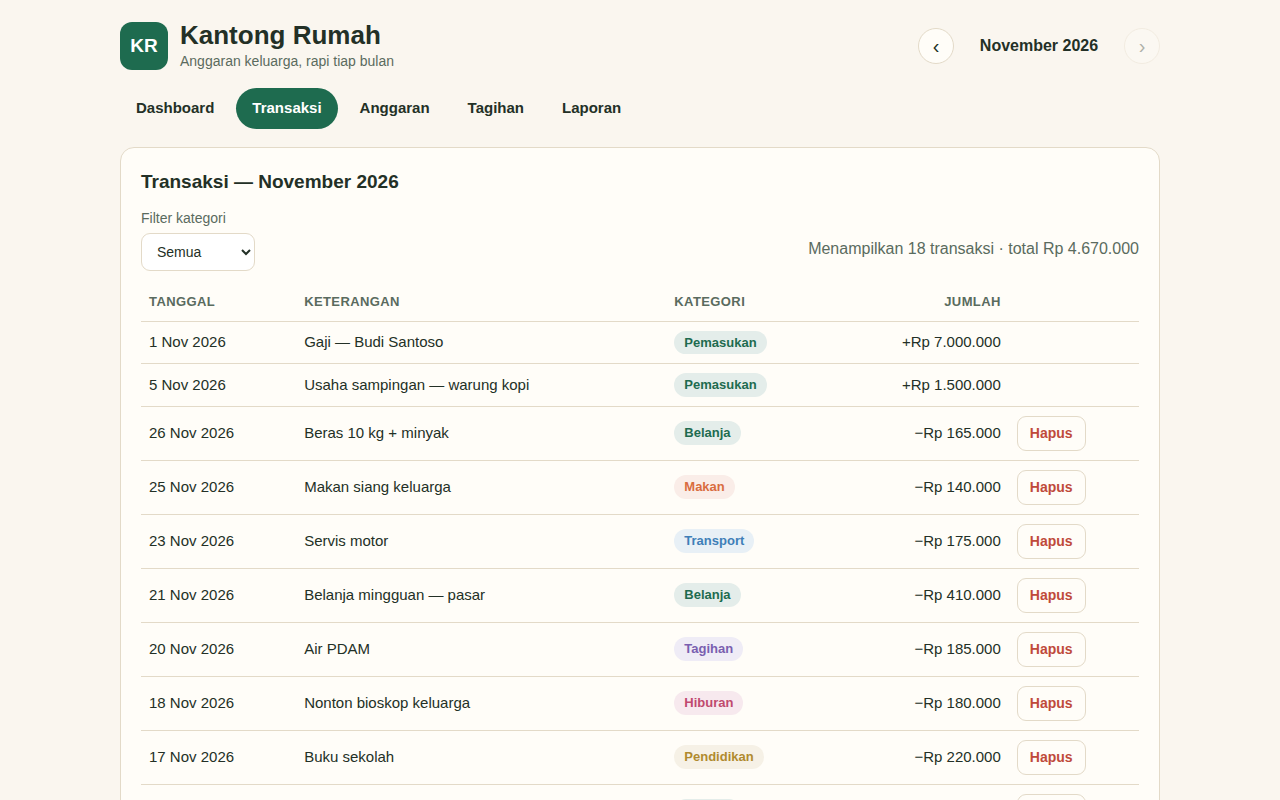 KR
Kantong Rumah
Anggaran keluarga, rapi tiap bulan
‹ November 2026 ›
Dashboard Transaksi Anggaran Tagihan Laporan
Transaksi — November 2026
Filter kategori
Semua
Menampilkan 18 transaksi · total Rp 4.670.000
TANGGAL KETERANGAN KATEGORI JUMLAH
1 Nov 2026 Gaji — Budi Santoso Pemasukan +Rp 7.000.000
5 Nov 2026 Usaha sampingan — warung kopi Pemasukan +Rp 1.500.000
26 Nov 2026 Beras 10 kg + minyak Belanja −Rp 165.000 Hapus
25 Nov 2026 Makan siang keluarga Makan −Rp 140.000 Hapus
23 Nov 2026 Servis motor Transport −Rp 175.000 Hapus
21 Nov 2026 Belanja mingguan — pasar Belanja −Rp 410.000 Hapus
20 Nov 2026 Air PDAM Tagihan −Rp 185.000 Hapus
18 Nov 2026 Nonton bioskop keluarga Hiburan −Rp 180.000 Hapus
17 Nov 2026 Buku sekolah Pendidikan −Rp 220.000 Hapus